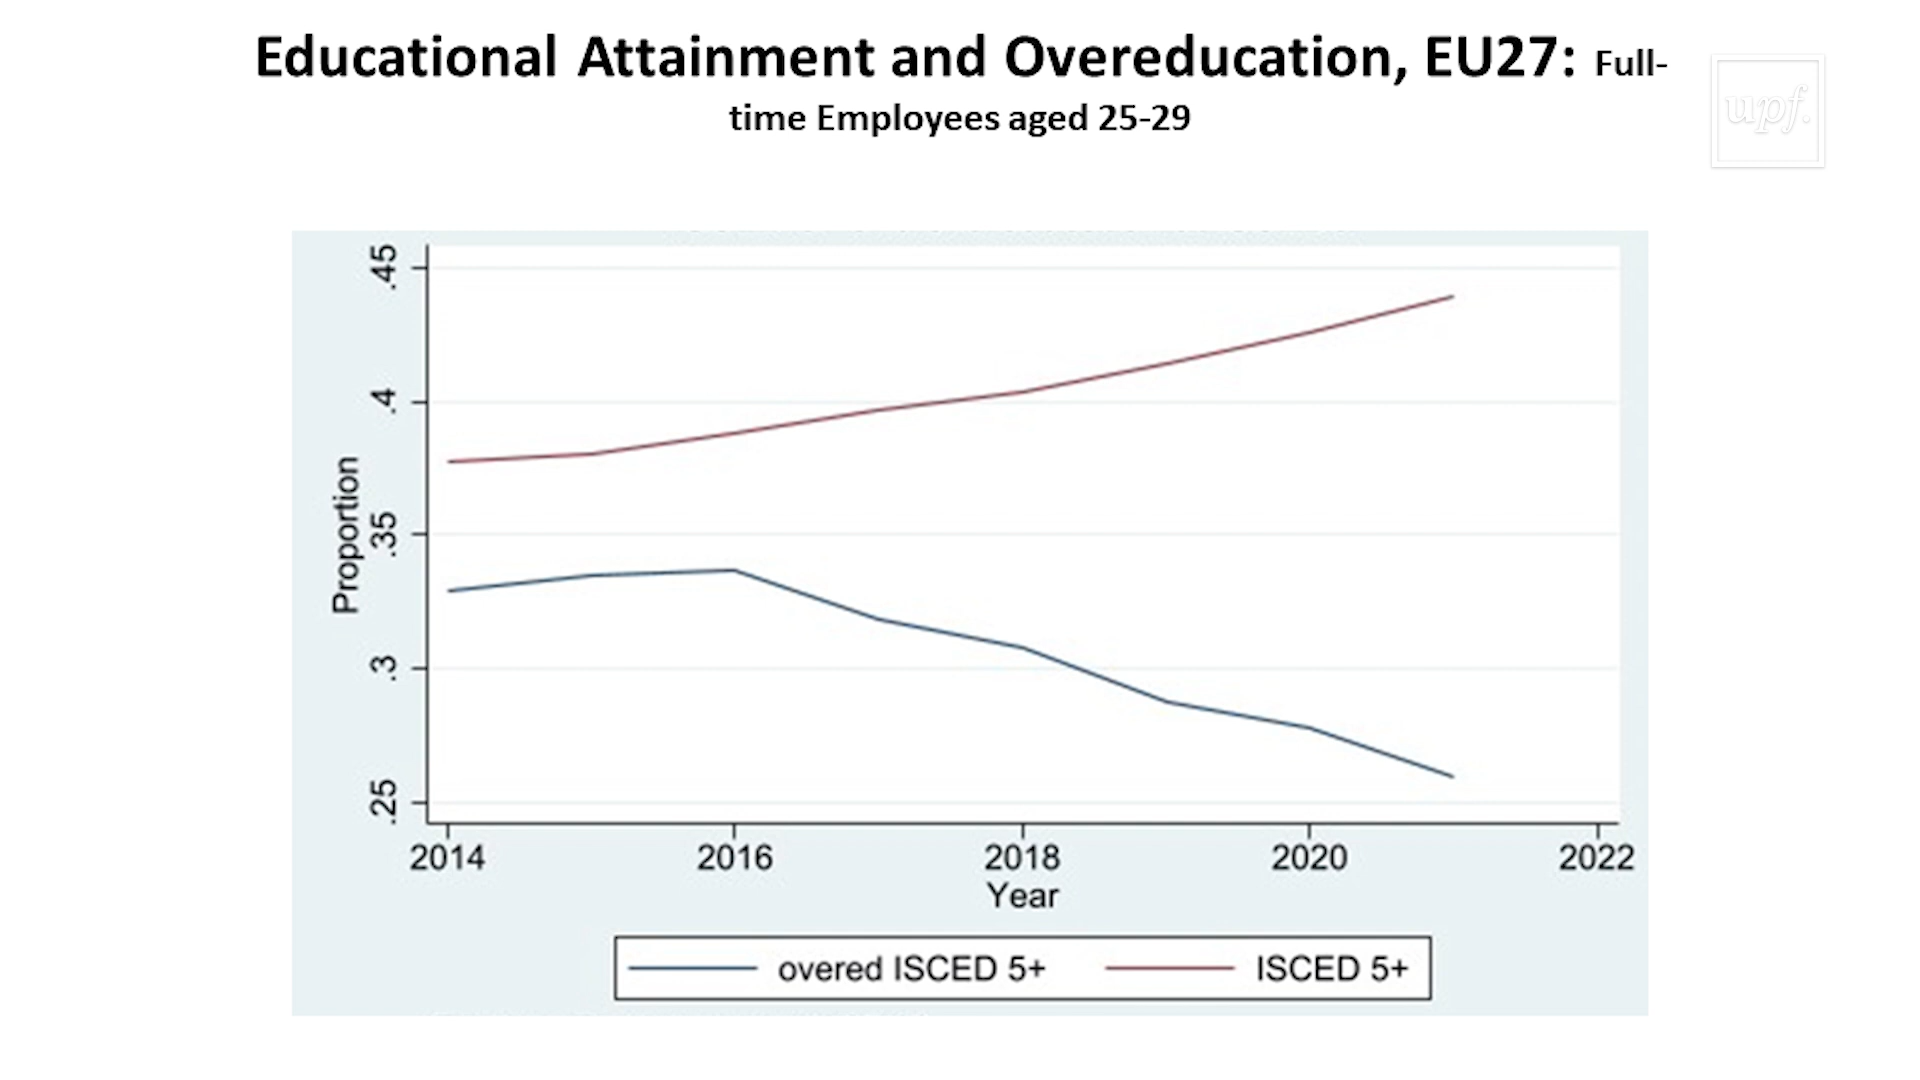 Educational Attainment and Overeducation, EU27: Full-
time Employees aged 25-29
upf.
.45
.4
.35
.3
.25
Proportion
2014 2016 2018 2020 2022
Year
overed ISCED 5+ ISCED 5+